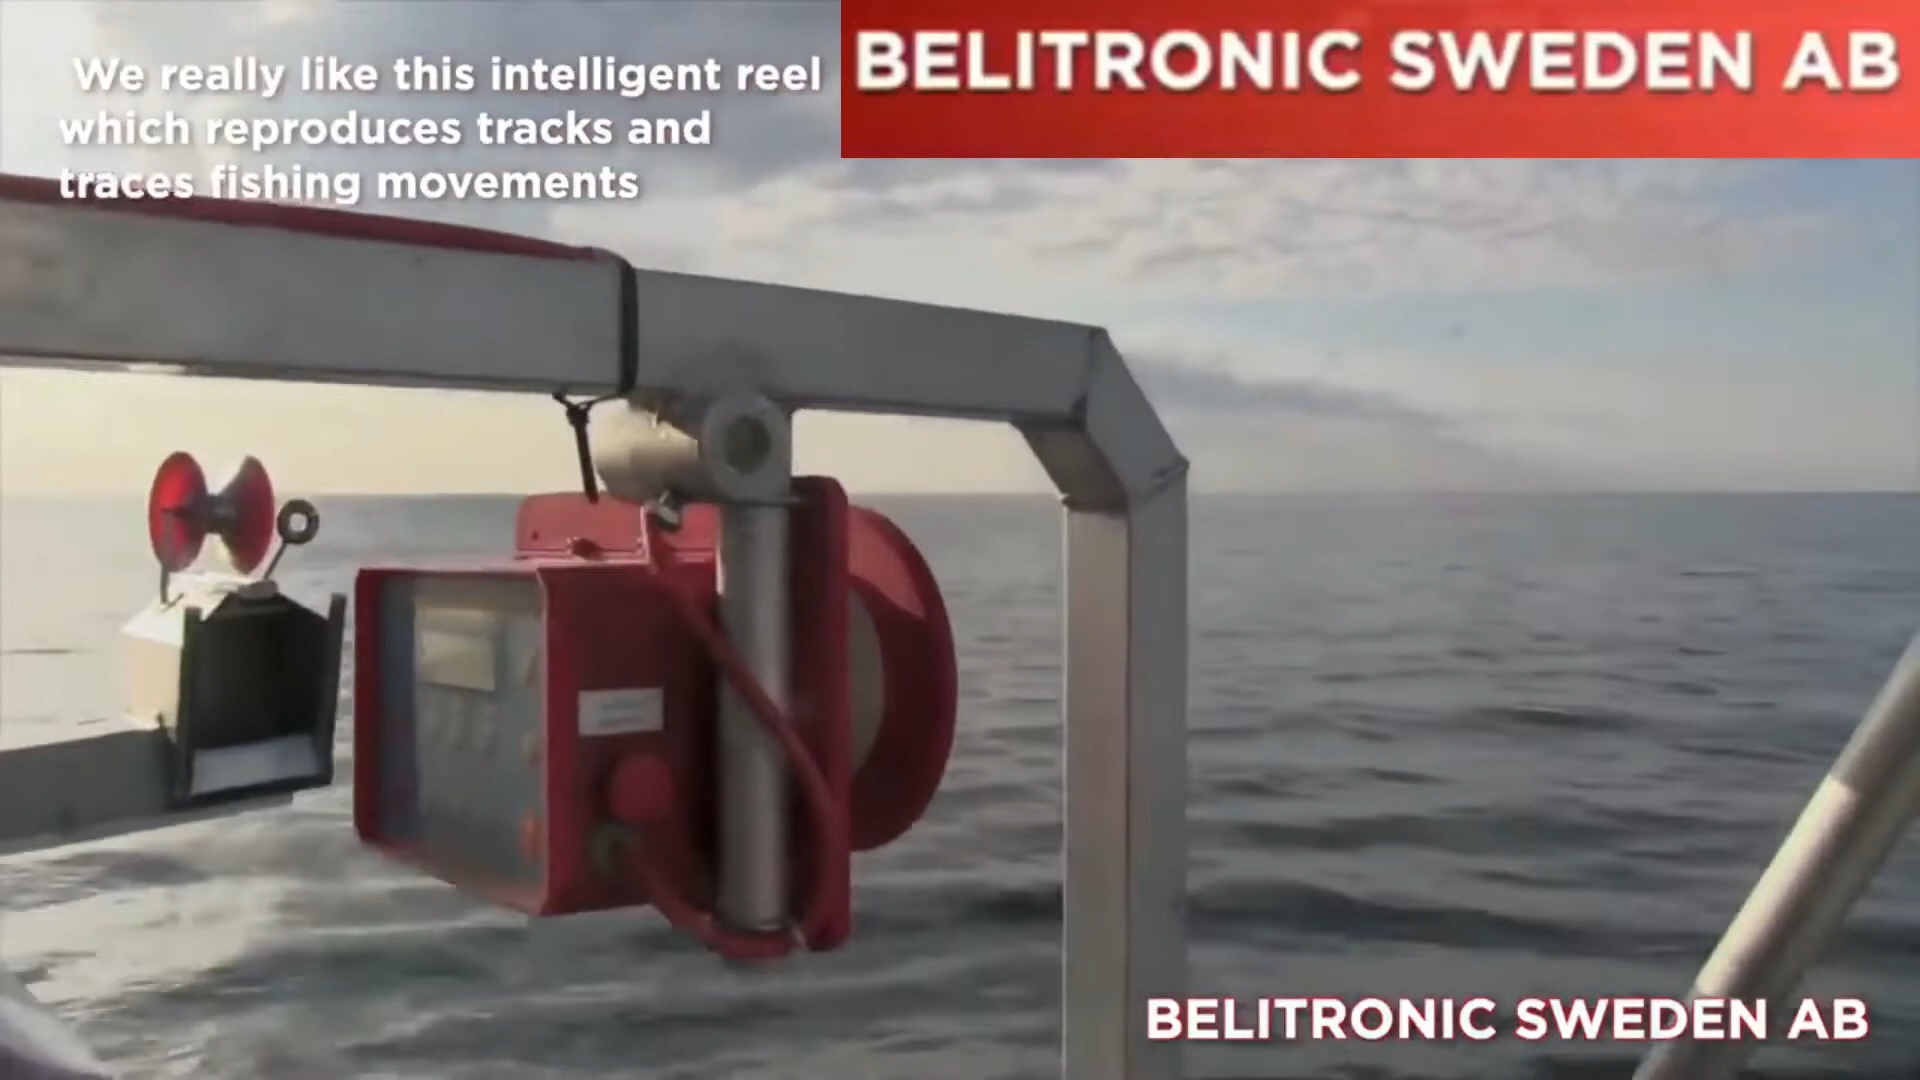 We really like this intelligent reel
which reproduces tracks and
traces fishing movements
BELITRONIC SWEDEN AB
BELITRONIC SWEDEN AB